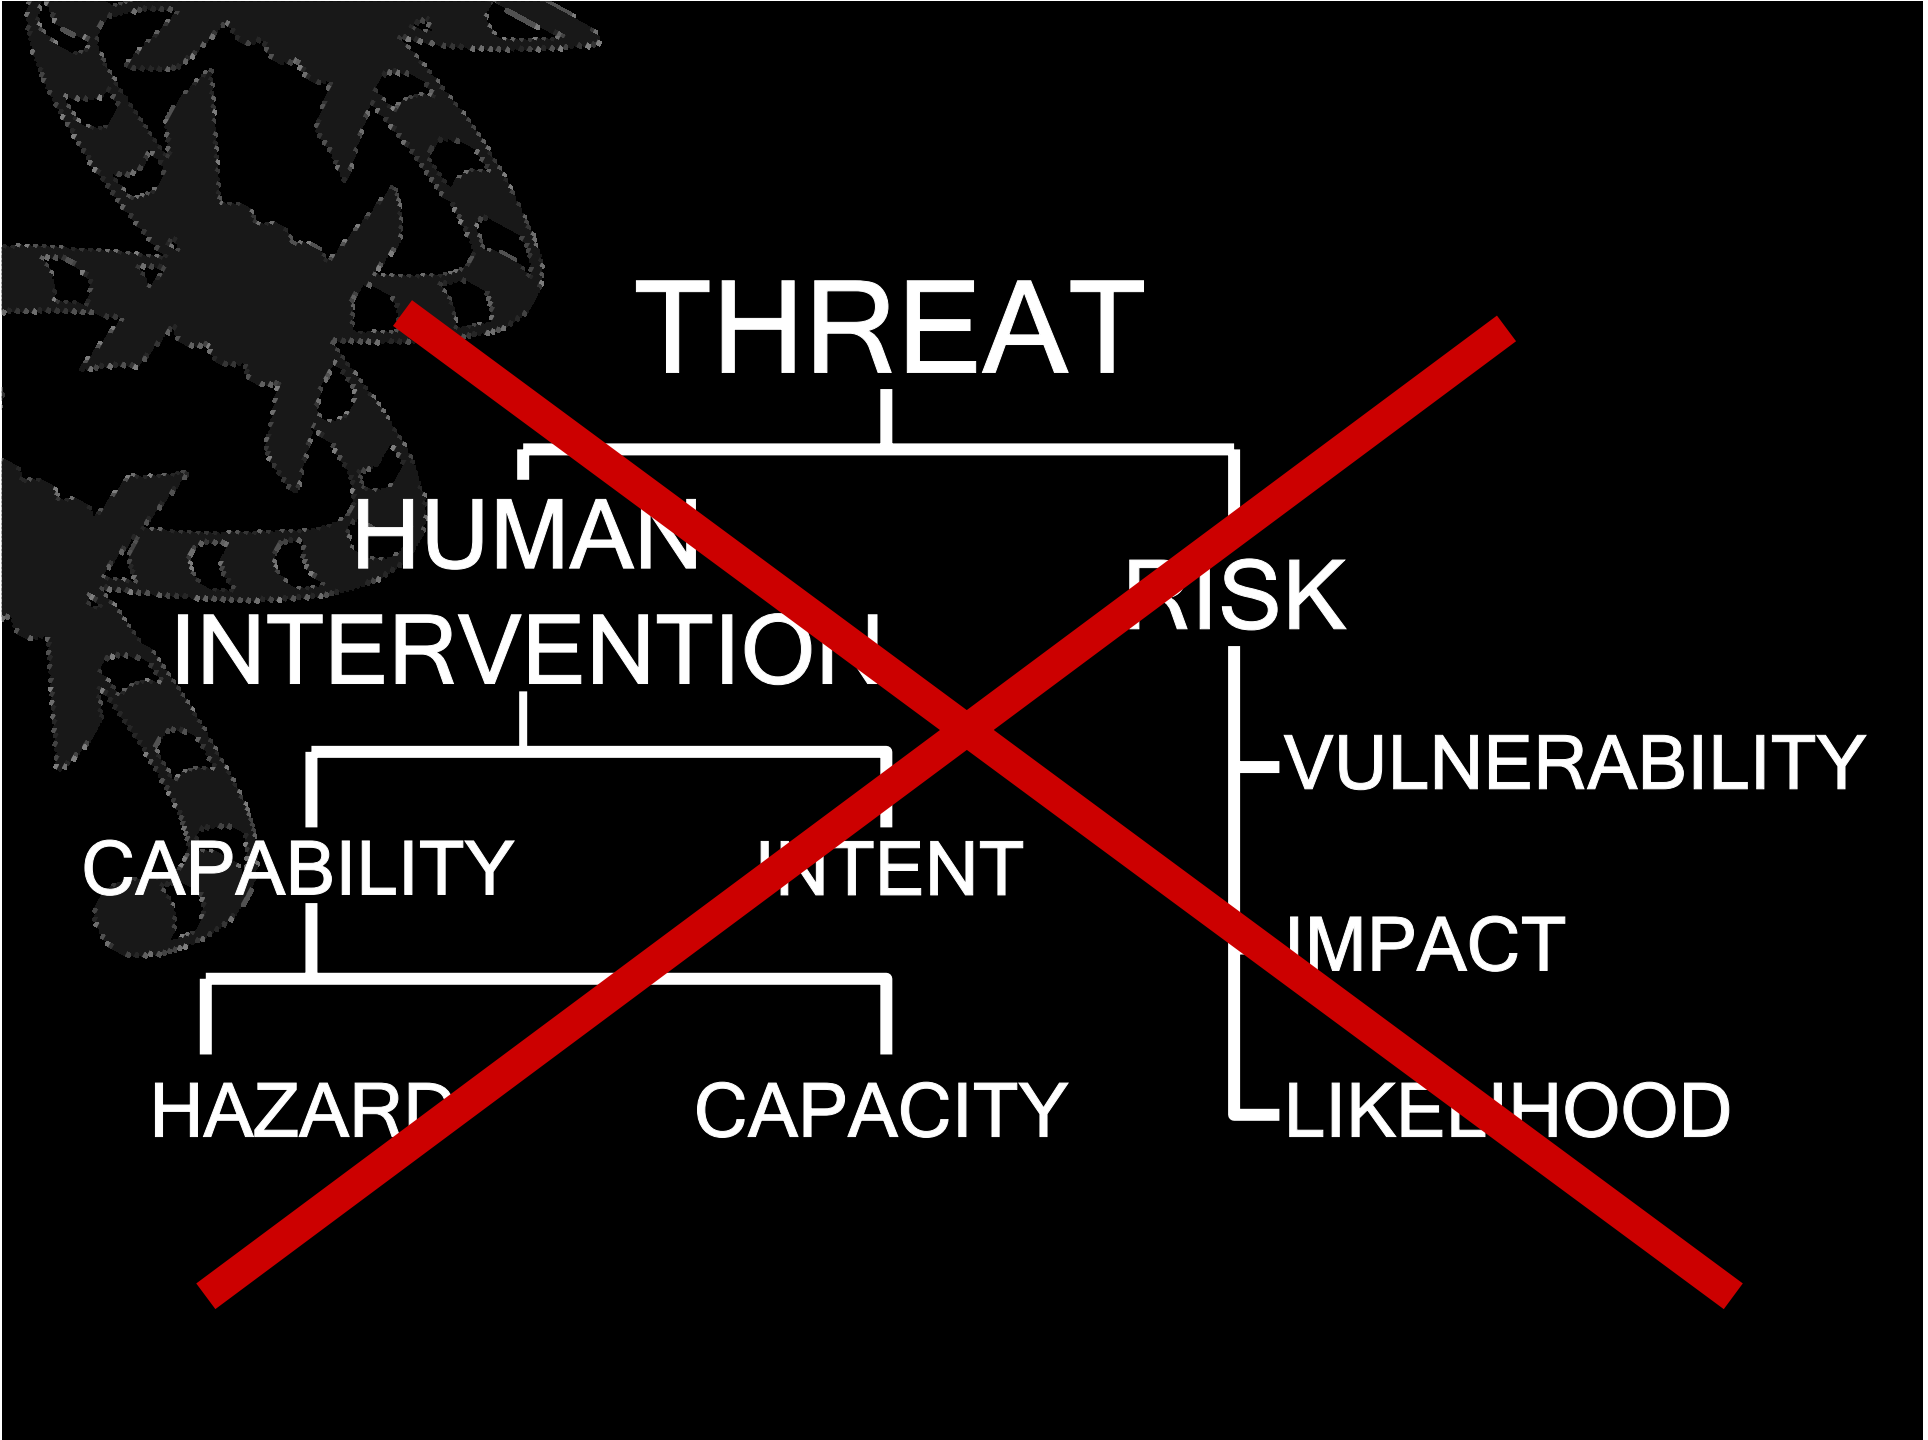 THREAT
HUMAN
INTERVENTION
RISK
VULNERABILITY
CAPABILITY
INTENT
IMPACT
HAZARD
CAPACITY
LIKELIHOOD